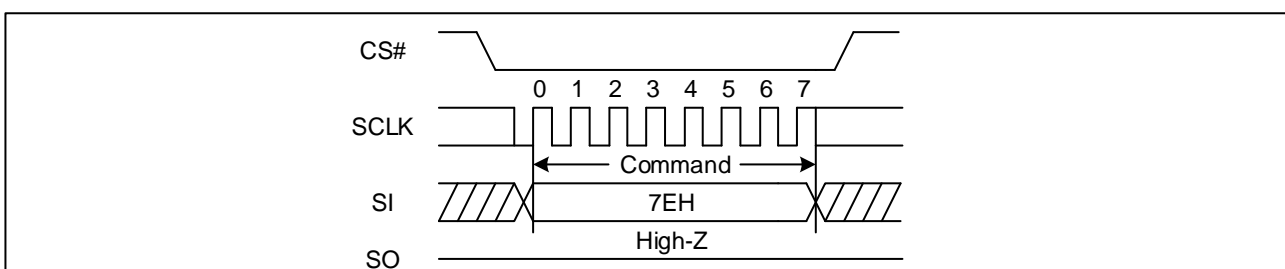 CS#
0 1 2 3 4 5 6 7
SCLK
Command
SI
7EH
High-Z
SO